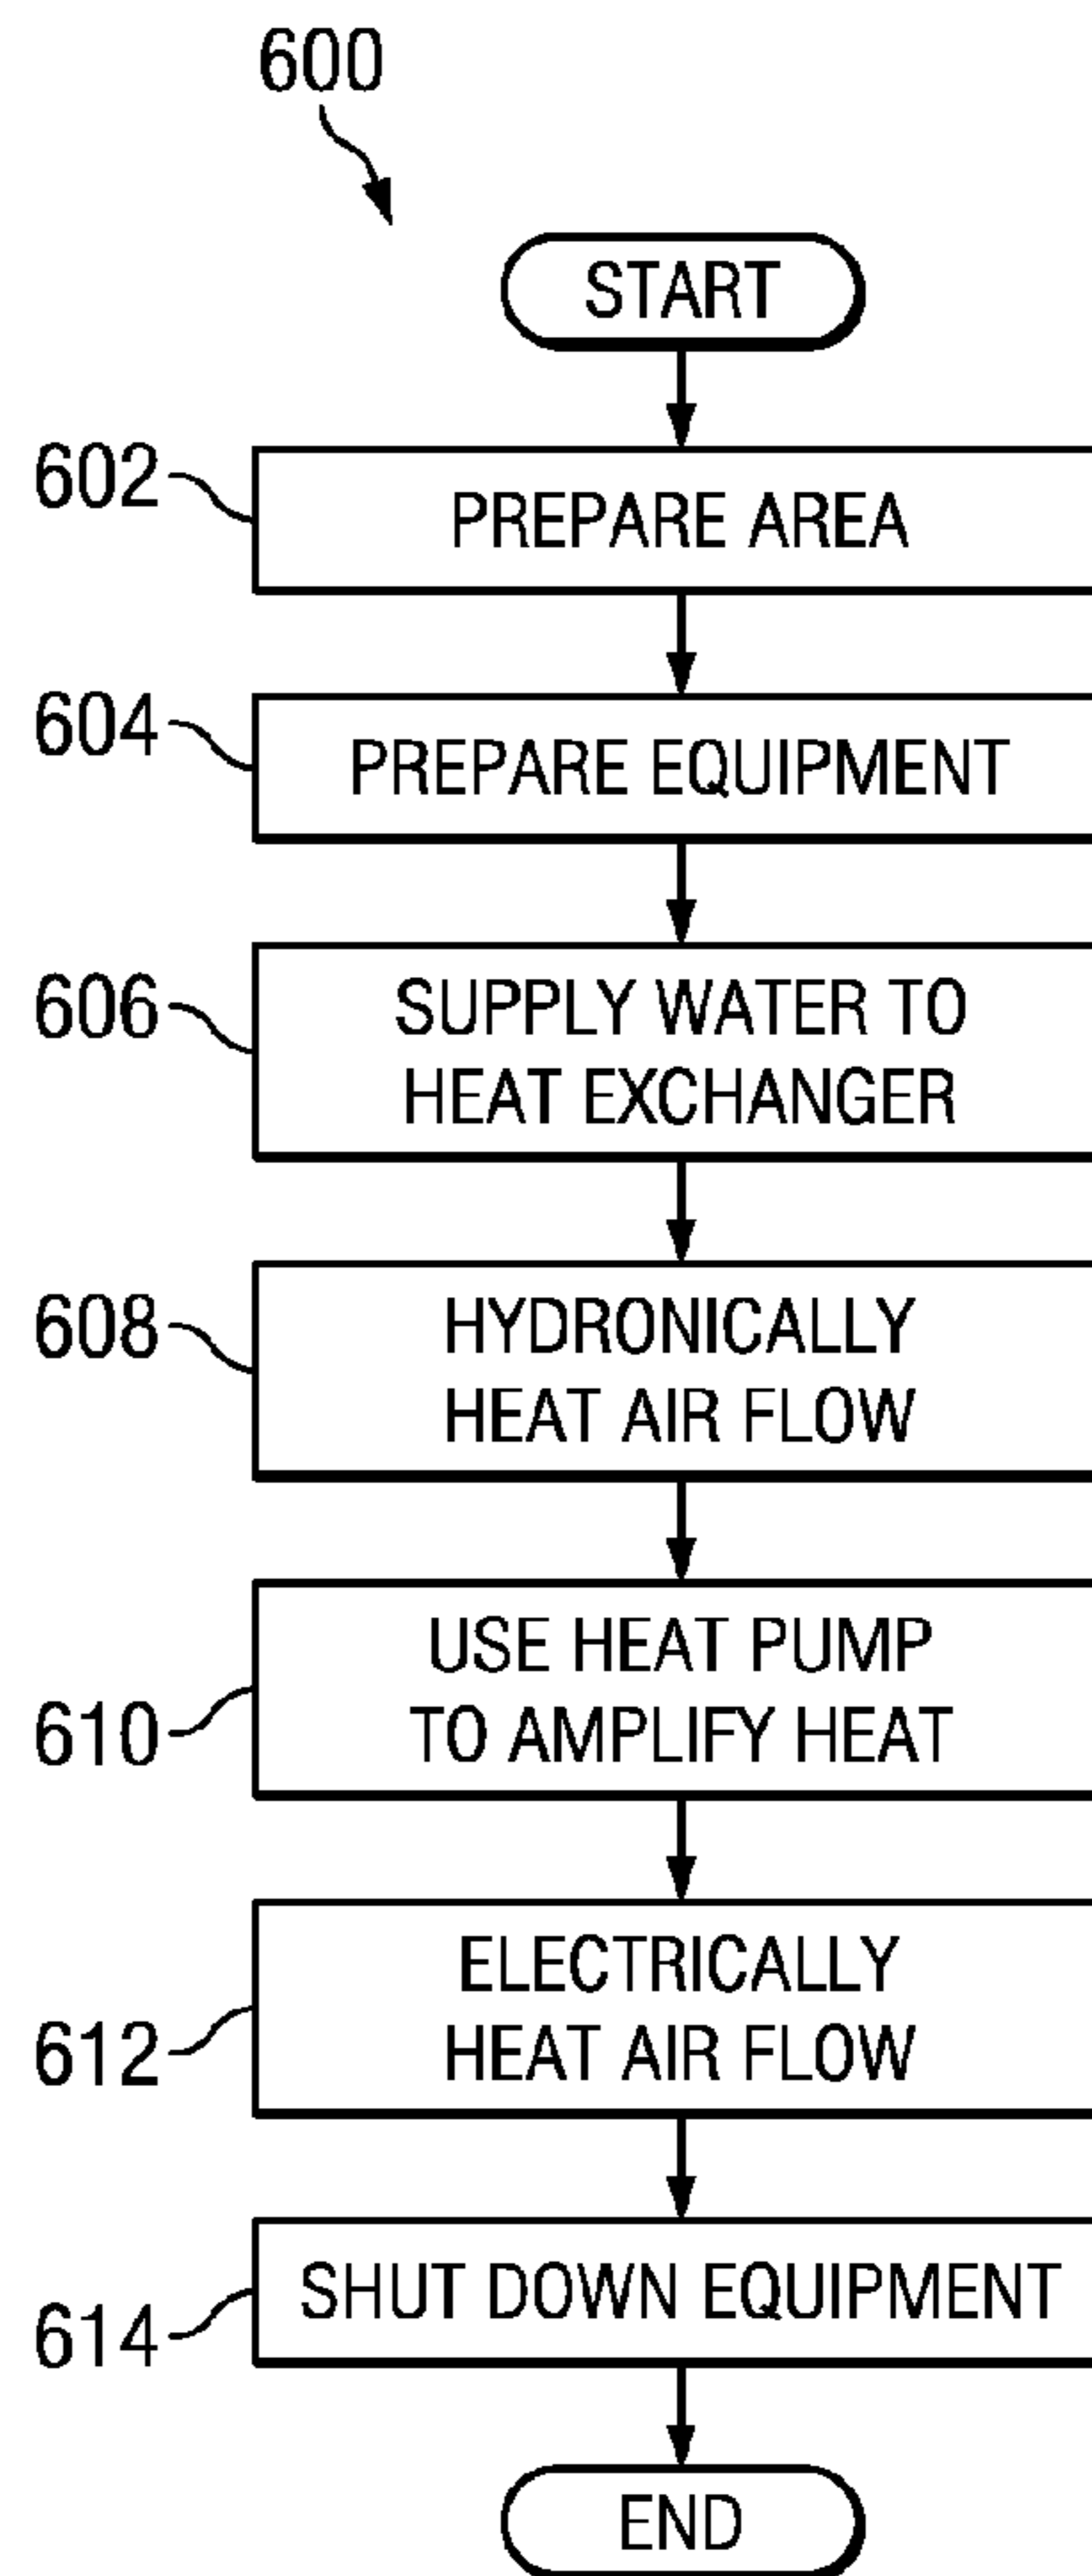 600
START
602
PREPARE AREA
604
PREPARE EQUIPMENT
606
SUPPLY WATER TO
HEAT EXCHANGER
608
HYDRONICALLY
HEAT AIR FLOW
610
USE HEAT PUMP
TO AMPLIFY HEAT
612
ELECTRICALLY
HEAT AIR FLOW
614
SHUT DOWN EQUIPMENT
END